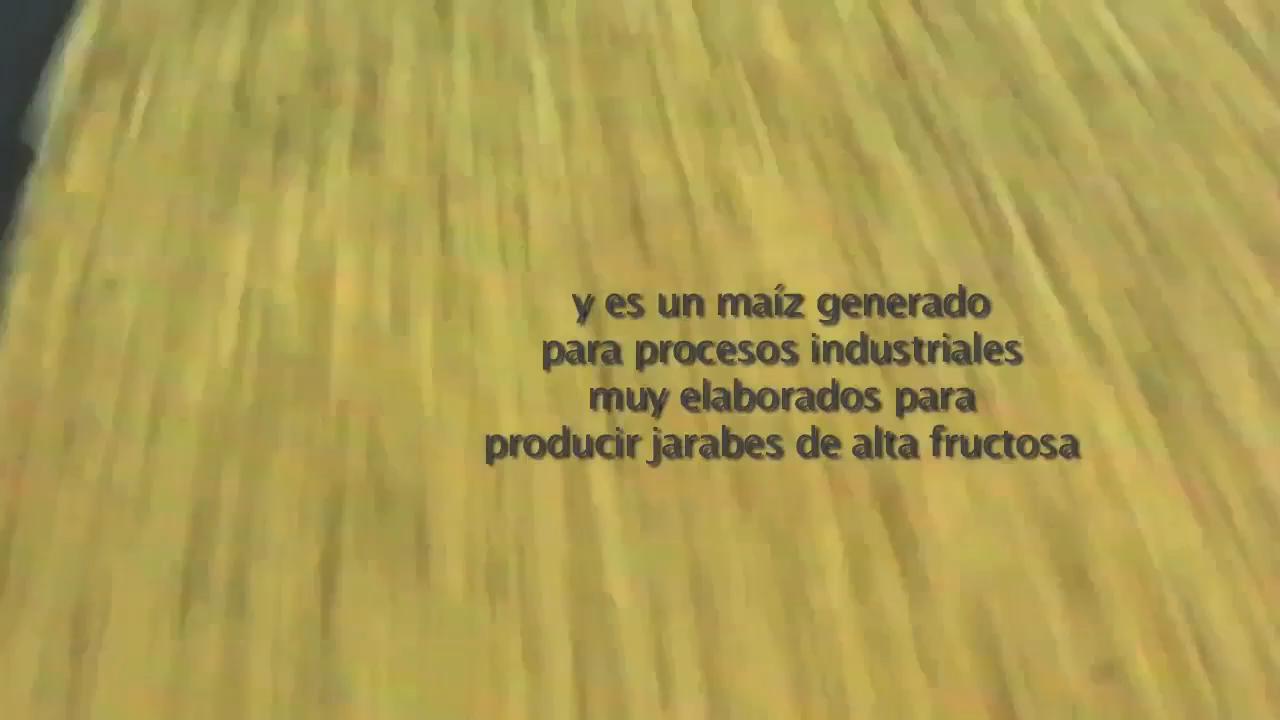 y es un maíz generado
para procesos industriales
muy elaborados para
producir jarabes de alta fructosa